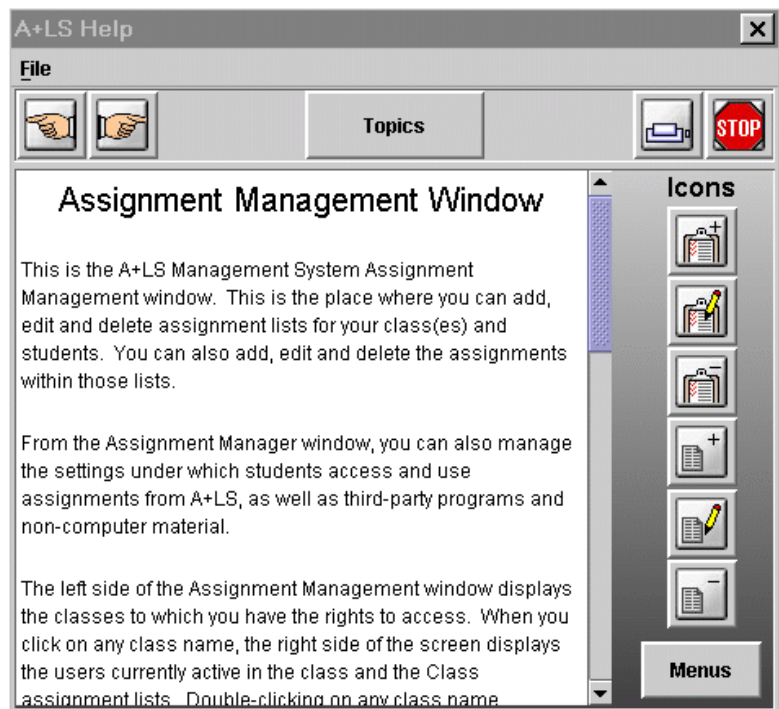 A+LS Help
File
Topics
STOP
Assignment Management Window
Icons
This is the A+LS Management System Assignment
Management window. This is the place where you can add,
edit and delete assignment lists for your class(es) and
students. You can also add, edit and delete the assignments
within those lists.
From the Assignment Manager window, you can also manage
the settings under which students access and use
assignments from A+LS, as well as third-party programs and
non-computer material.
The left side of the Assignment Management window displays
the classes to which you have the rights to access. When you
click on any class name, the right side of the screen displays
the users currently active in the class and the Class
assignment lists. Double-clicking on any class name
Menus